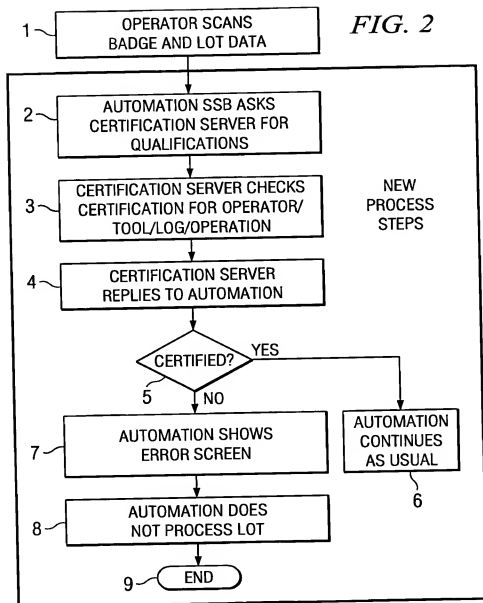 FIG. 2
1
OPERATOR SCANS
BADGE AND LOT DATA
2
AUTOMATION SSB ASKS
CERTIFICATION SERVER FOR
QUALIFICATIONS
NEW
PROCESS
STEPS
3
CERTIFICATION SERVER CHECKS
CERTIFICATION FOR OPERATOR/
TOOL/LOG/OPERATION
4
CERTIFICATION SERVER
REPLIES TO AUTOMATION
CERTIFIED?
YES
5
NO
7
AUTOMATION SHOWS
ERROR SCREEN
AUTOMATION
CONTINUES
AS USUAL
6
8
AUTOMATION DOES
NOT PROCESS LOT
9
END